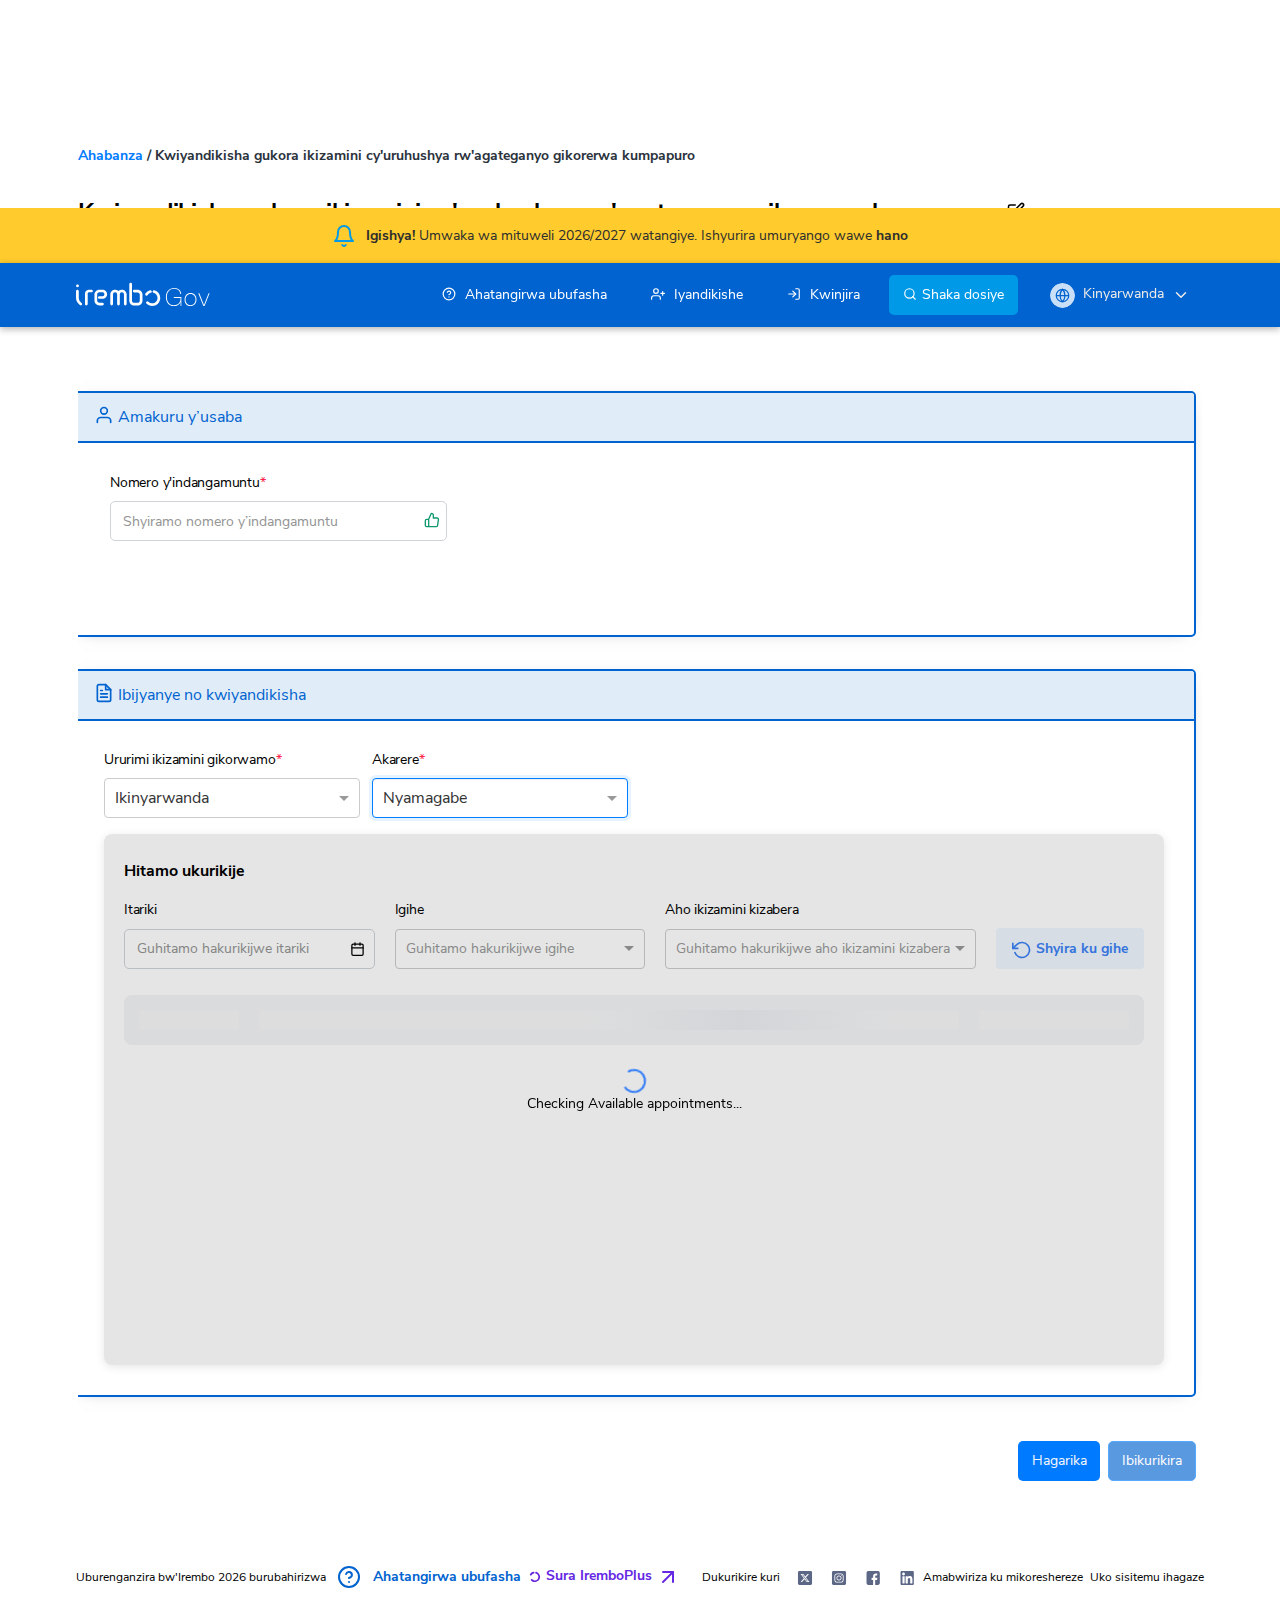 Ahabanza / Kwiyandikisha gukora ikizamini cy'uruhushya rw'agateganyo gikorerwa kumpapuro
Igishya! Umwaka wa mituweli 2026/2027 watangiye. Ishyurira umuryango wawe hano
irembo Gov
Ahatangirwa ubufasha
Iyandikishe
Kwinjira
Shaka dosiye
Kinyarwanda
Amakuru y’usaba
Nomero y'indangamuntu*
Shyiramo nomero y’indangamuntu
Ibijyanye no kwiyandikisha
Ururimi ikizamini gikorwamo* Akarere*
Ikinyarwanda Nyamagabe
Hitamo ukurikije
Itariki Igihe Aho ikizamini kizabera
Guhitamo hakurikijwe itariki Guhitamo hakurikijwe igihe Guhitamo hakurikijwe aho ikizamini kizabera Shyira ku gihe
Checking Available appointments...
Hagarika Ibikurikira
Uburenganzira bw'Irembo 2026 burubahirizwa Ahatangirwa ubufasha Sura IremboPlus Dukurikire kuri Amabwiriza ku mikoreshereze Uko sisitemu ihagaze